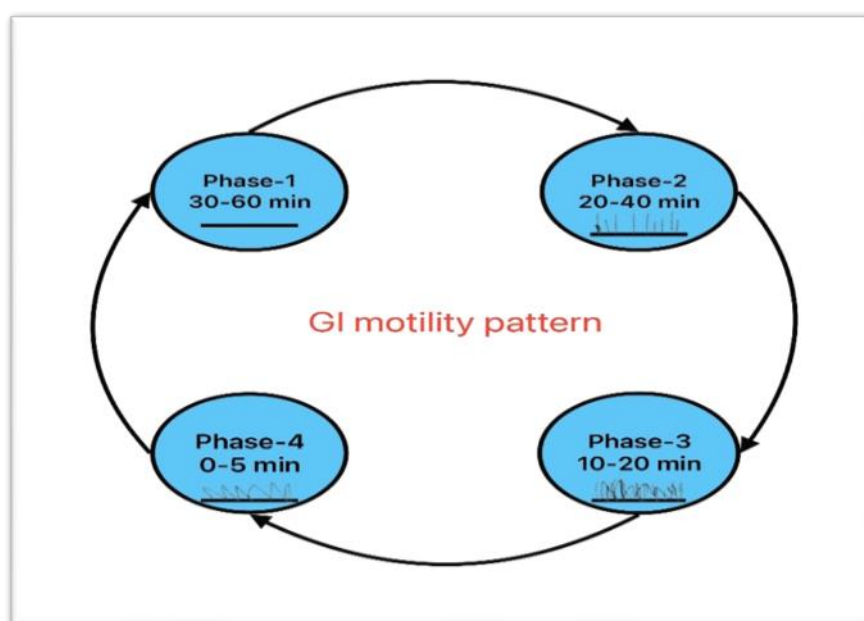 Phase-1
30-60 min
Phase-2
20-40 min
GI motility pattern
Phase-4
0-5 min
Phase-3
10-20 min